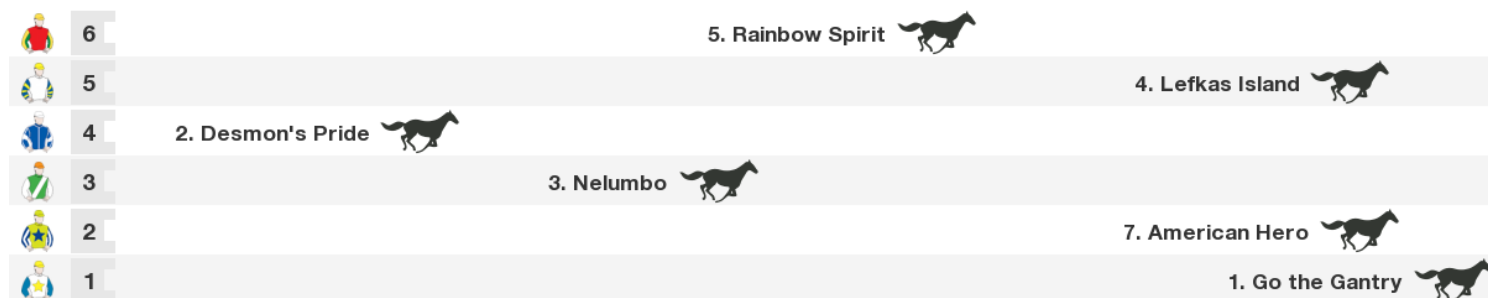 6 5. Rainbow Spirit
5 4. Lefkas Island
4 2. Desmon's Pride
3 3. Nelumbo
2 7. American Hero
1 1. Go the Gantry